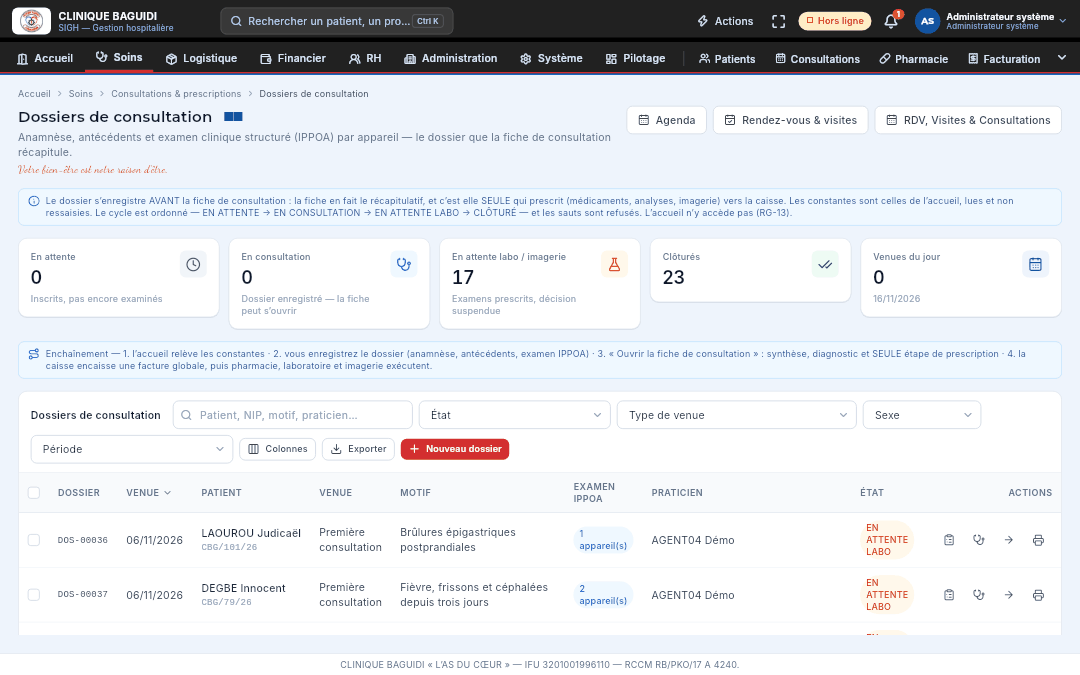 CLINIQUE BAGUIDI
SIGH — Gestion hospitalière
Rechercher un patient, un pro... Ctrl K
Actions
Hors ligne
1
AS
Administrateur système
Administrateur système
Accueil
Soins
Logistique
Financier
RH
Administration
Système
Pilotage
Patients
Consultations
Pharmacie
Facturation
Accueil > Soins > Consultations & prescriptions > Dossiers de consultation
Dossiers de consultation
Anamnèse, antécédents et examen clinique structuré (IPPOA) par appareil — le dossier que la fiche de consultation
récapitule.
Votre bien-être est notre raison d'être.
Agenda
Rendez-vous & visites
RDV, Visites & Consultations
Le dossier s'enregistre AVANT la fiche de consultation : la fiche en fait le récapitulatif, et c'est elle SEULE qui prescrit (médicaments, analyses, imagerie) vers la caisse. Les constantes sont celles de l'accueil, lues et non
ressaisies. Le cycle est ordonné — EN ATTENTE → EN CONSULTATION → EN ATTENTE LABO → CLÔTURÉ — et les sauts sont refusés. L'accueil n'y accède pas (RG-13).
En attente
0
Inscrits, pas encore examinés
En consultation
0
Dossier enregistré — la fiche
peut s'ouvrir
En attente labo / imagerie
17
Examens prescrits, décision
suspendue
Clôturés
23
Venues du jour
0
16/11/2026
Enchaînement — 1. l'accueil relève les constantes · 2. vous enregistrez le dossier (anamnèse, antécédents, examen IPPOA) · 3. « Ouvrir la fiche de consultation » : synthèse, diagnostic et SEULE étape de prescription · 4. la
caisse encaisse une facture globale, puis pharmacie, laboratoire et imagerie exécutent.
Dossiers de consultation
Patient, NIP, motif, praticien...
État
Type de venue
Sexe
Période
Colonnes
Exporter
Nouveau dossier
DOSSIER
VENUE
PATIENT
VENUE
MOTIF
EXAMEN
IPPOA
PRATICIEN
ÉTAT
ACTIONS
DOS-00036
06/11/2026
LAOUROU Judicaël
CBG/101/26
Première
consultation
Brûlures épigastriques
postprandiales
1
appareil(s)
AGENT04 Démo
EN
ATTENTE
LABO
DOS-00037
06/11/2026
DEGBE Innocent
CBG/79/26
Première
consultation
Fièvre, frissons et céphalées
depuis trois jours
2
appareil(s)
AGENT04 Démo
EN
ATTENTE
LABO
CLINIQUE BAGUIDI « L'AS DU CŒUR » — IFU 3201001996110 — RCCM RB/PKO/17 A 4240.